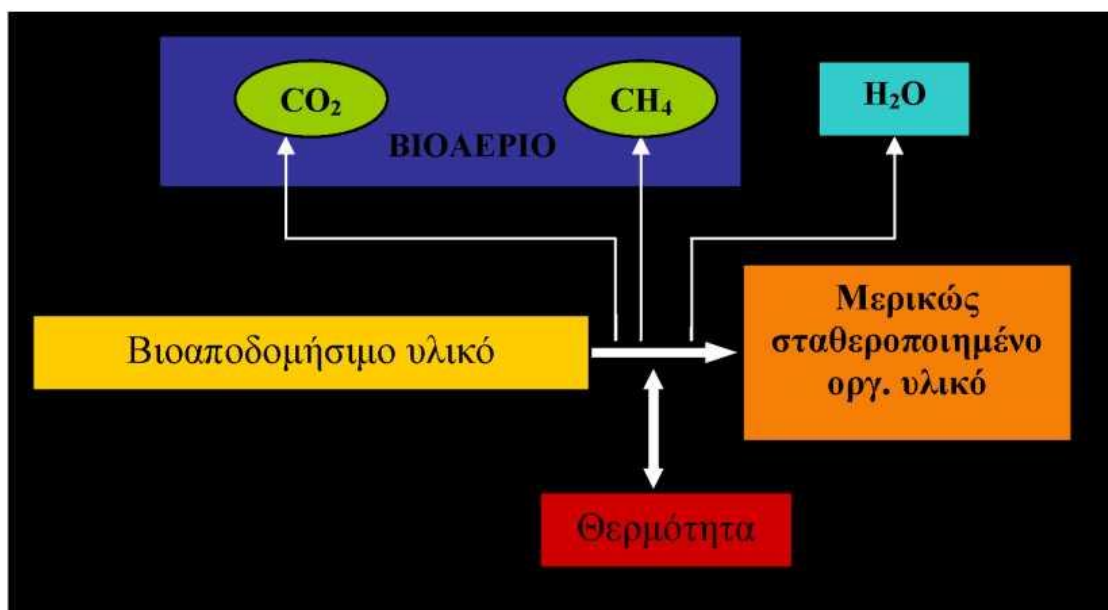 CO₂
CH₄
H₂O
ΒΙΟΑΕΡΙΟ
Βιοαποδομήσιμο υλικό
Μερικώς
σταθεροποιημένο
οργ. υλικό
Θερμότητα